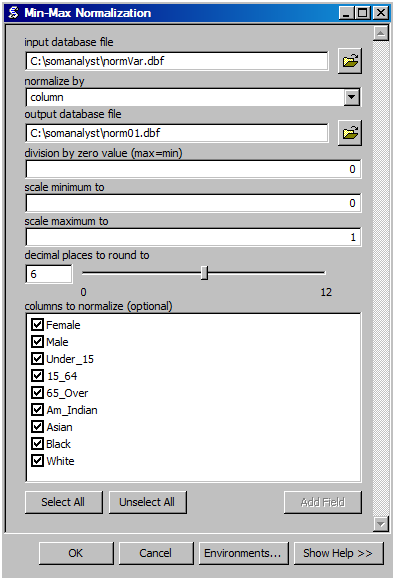 Min-Max Normalization
input database file
C:\somanalyst\normVar.dbf
normalize by
column
output database file
C:\somanalyst\norm01.dbf
division by zero value (max=min)
0
scale minimum to
0
scale maximum to
1
decimal places to round to
6
0 12
columns to normalize (optional)
Female
Male
Under_15
15_64
65_Over
Am_Indian
Asian
Black
White
Select All Unselect All Add Field
OK Cancel Environments... Show Help >>